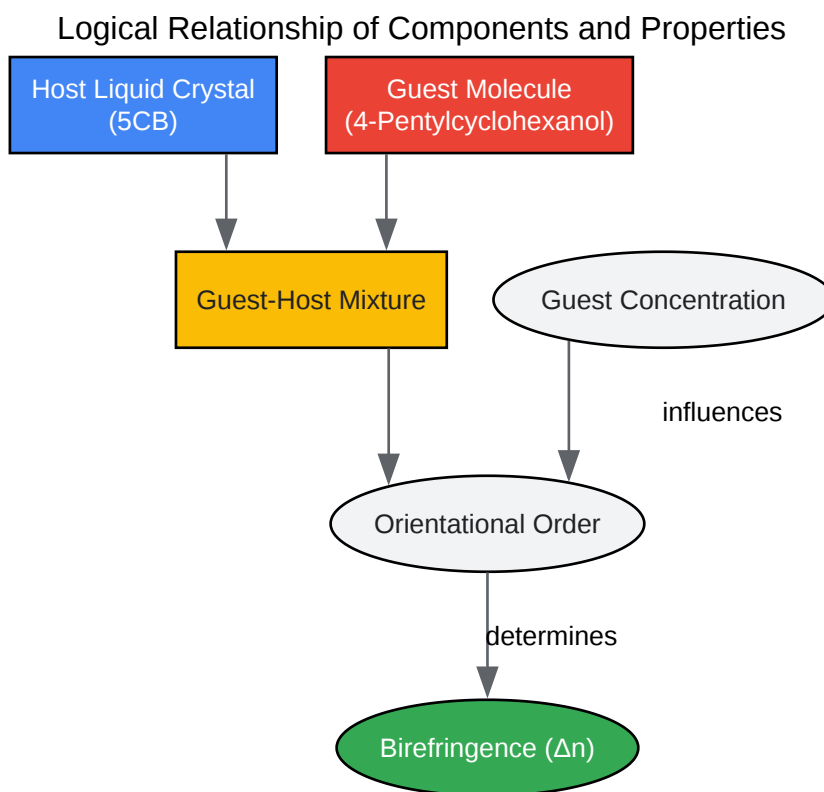 Logical Relationship of Components and Properties
Host Liquid Crystal
(5CB)
Guest Molecule
(4-Pentylcyclohexanol)
Guest-Host Mixture
Guest Concentration
influences
Orientational Order
determines
Birefringence (Δn)